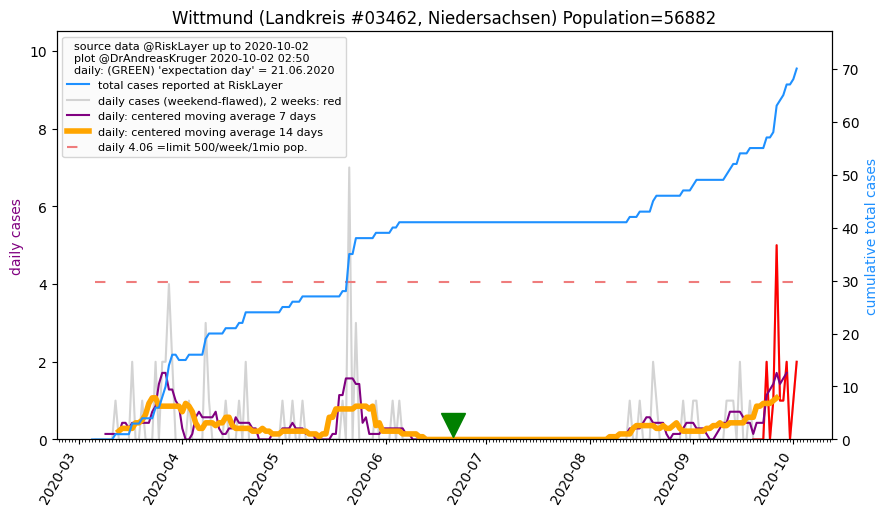 Wittmund (Landkreis #03462, Niedersachsen) Population=56882
source data @RiskLayer up to 2020-10-02
plot @DrAndreasKruger 2020-10-02 02:50
daily: (GREEN) 'expectation day' = 21.06.2020
total cases reported at RiskLayer
daily cases (weekend-flawed), 2 weeks: red
daily: centered moving average 7 days
daily: centered moving average 14 days
daily 4.06 =limit 500/week/1mio pop.
daily cases
10
8
6
4
2
0
cumulative total cases
70
60
50
40
30
20
10
0
2020-03
2020-04
2020-05
2020-06
2020-07
2020-08
2020-09
2020-10